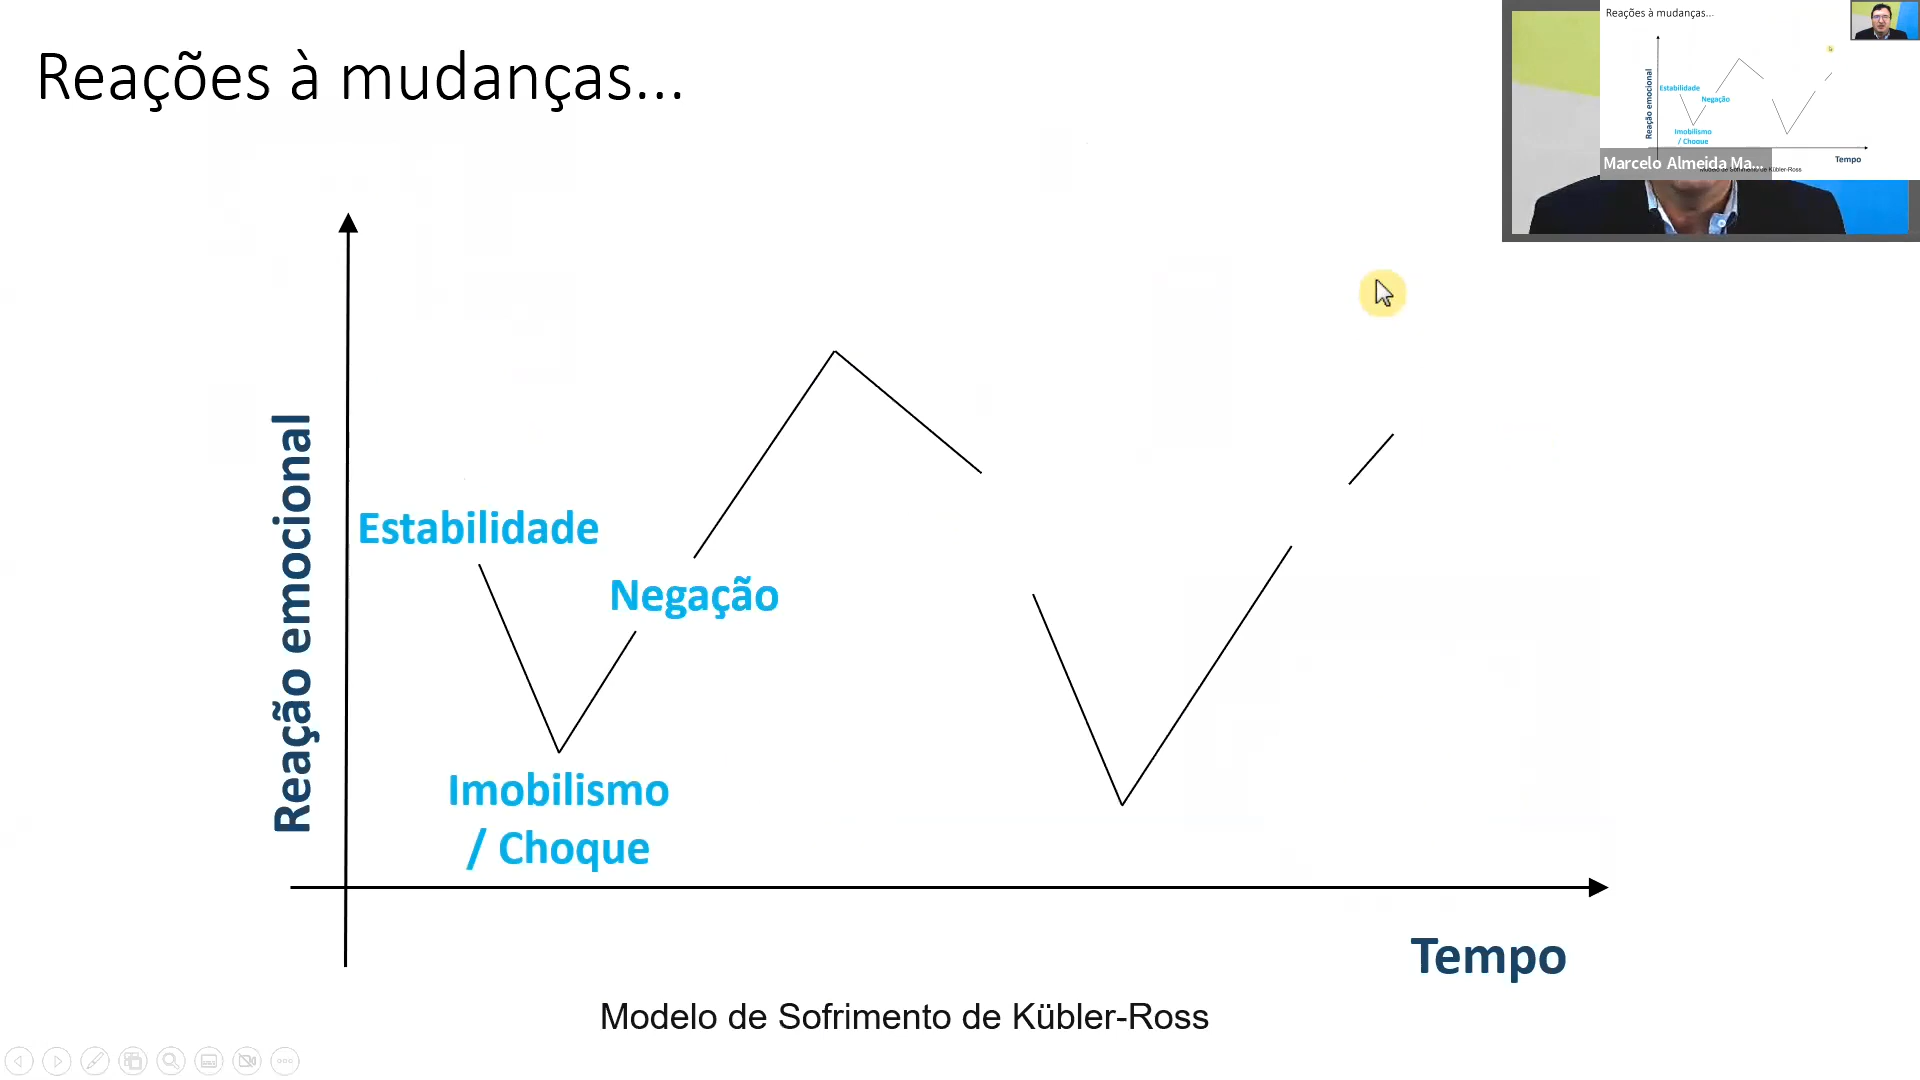 Reações à mudanças...
Reações à mudanças...
Reação emocional
Estabilidade
Negação
Imobilismo
/ Choque
Tempo
Marcelo Almeida Ma...
Reação emocional
Estabilidade
Negação
Imobilismo
/ Choque
Tempo
Modelo de Sofrimento de Kübler-Ross